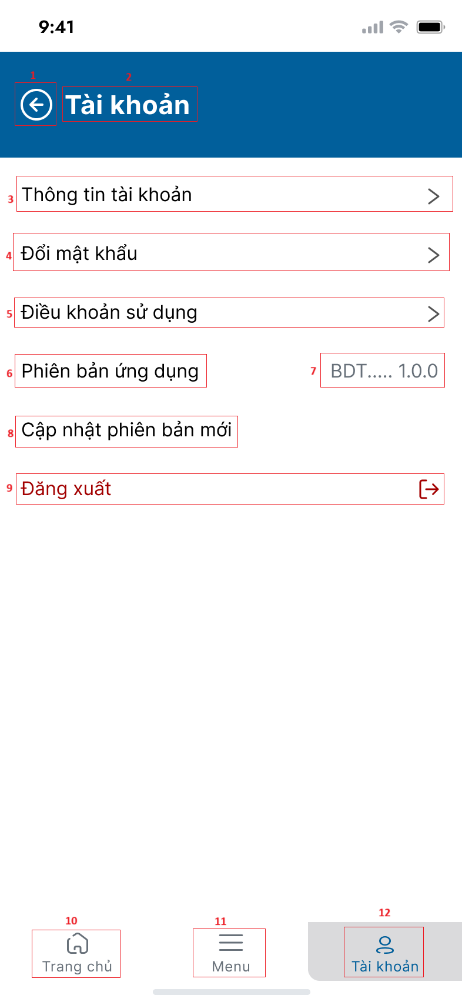 9:41
1
2
Tài khoản
3
Thông tin tài khoản
4
Đổi mật khẩu
5
Điều khoản sử dụng
6
Phiên bản ứng dụng
7
BDT..... 1.0.0
8
Cập nhật phiên bản mới
9
Đăng xuất
10
11
12
Trang chủ
Menu
Tài khoản